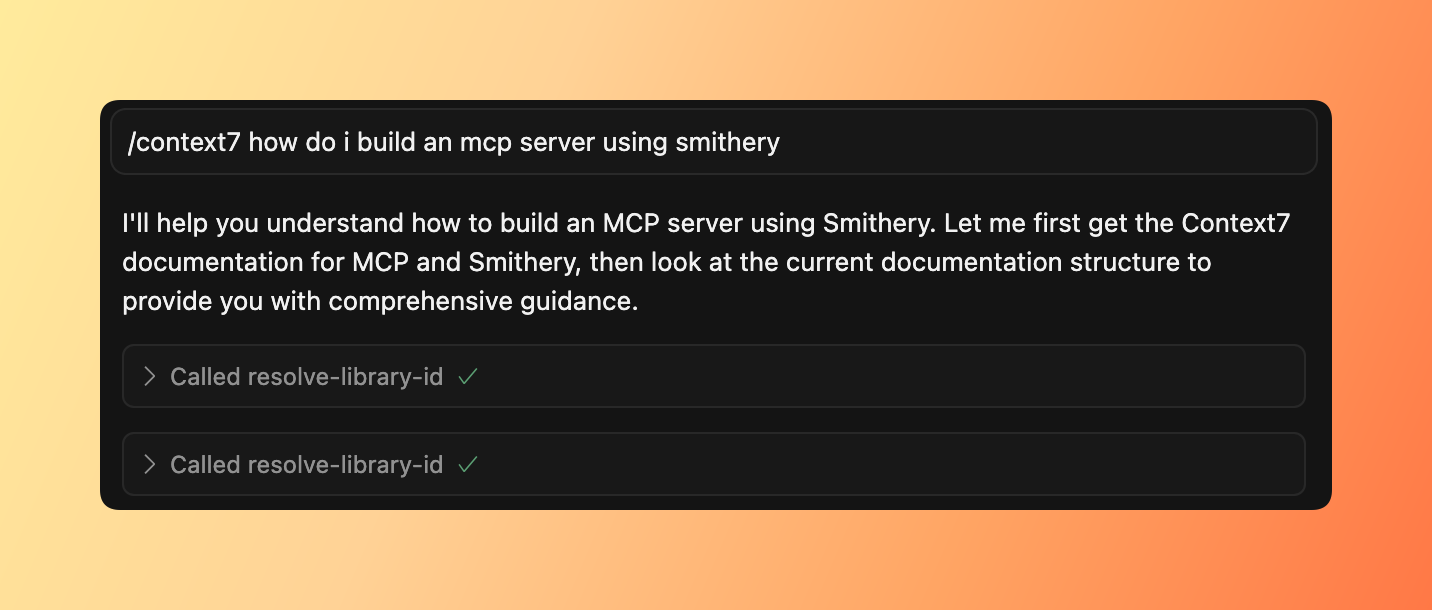 /context7 how do i build an mcp server using smithery
I'll help you understand how to build an MCP server using Smithery. Let me first get the Context7
documentation for MCP and Smithery, then look at the current documentation structure to
provide you with comprehensive guidance.
Called resolve-library-id
Called resolve-library-id